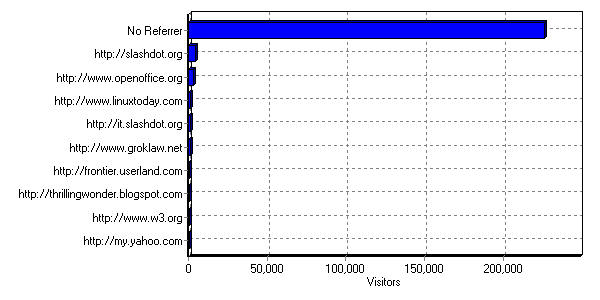 No Referrer
http://slashdot.org
http://www.openoffice.org
http://www.linuxtoday.com
http://it.slashdot.org
http://www.groklaw.net
http://frontier.userland.com
http://thrillingwonder.blogspot.com
http://www.w3.org
http://my.yahoo.com
0 50,000 100,000 150,000 200,000
Visitors